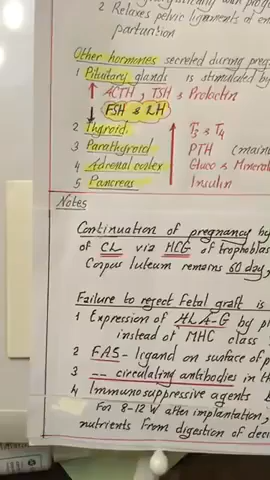 2 Relaxes pelvic ligaments of
parturition
Other hormones secreted during
1 Pituitary glands is stimulated by
↑ ACTH, TSH & Prolactin
↓ FSH & LH
2 Thyroid T3 & T4
3 Parathyroid PTH
4 Adrenal cortex Gluco & Mineral
5 Pancreas Insulin
Notes
Continuation of pregnancy by
of CL via HCG of trophoblas
Corpus luteum remains 60 day,
Failure to reject Fetal graft is
1 Expression of HLA-G by
instead of MHC class
2 FAS-ligand on surface of
3 -- circulating antibodies in th
4 Immunosuppressive agents
For 8-12 W after implantation,
nutrients From digestion of